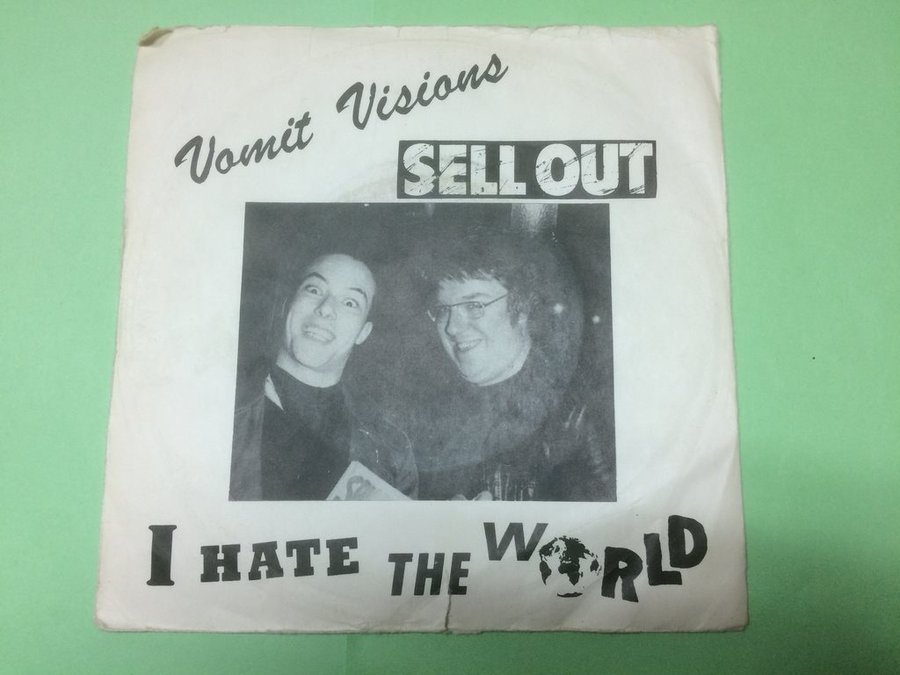 Vomit Visions
SELL OUT
I HATE THE WORLD